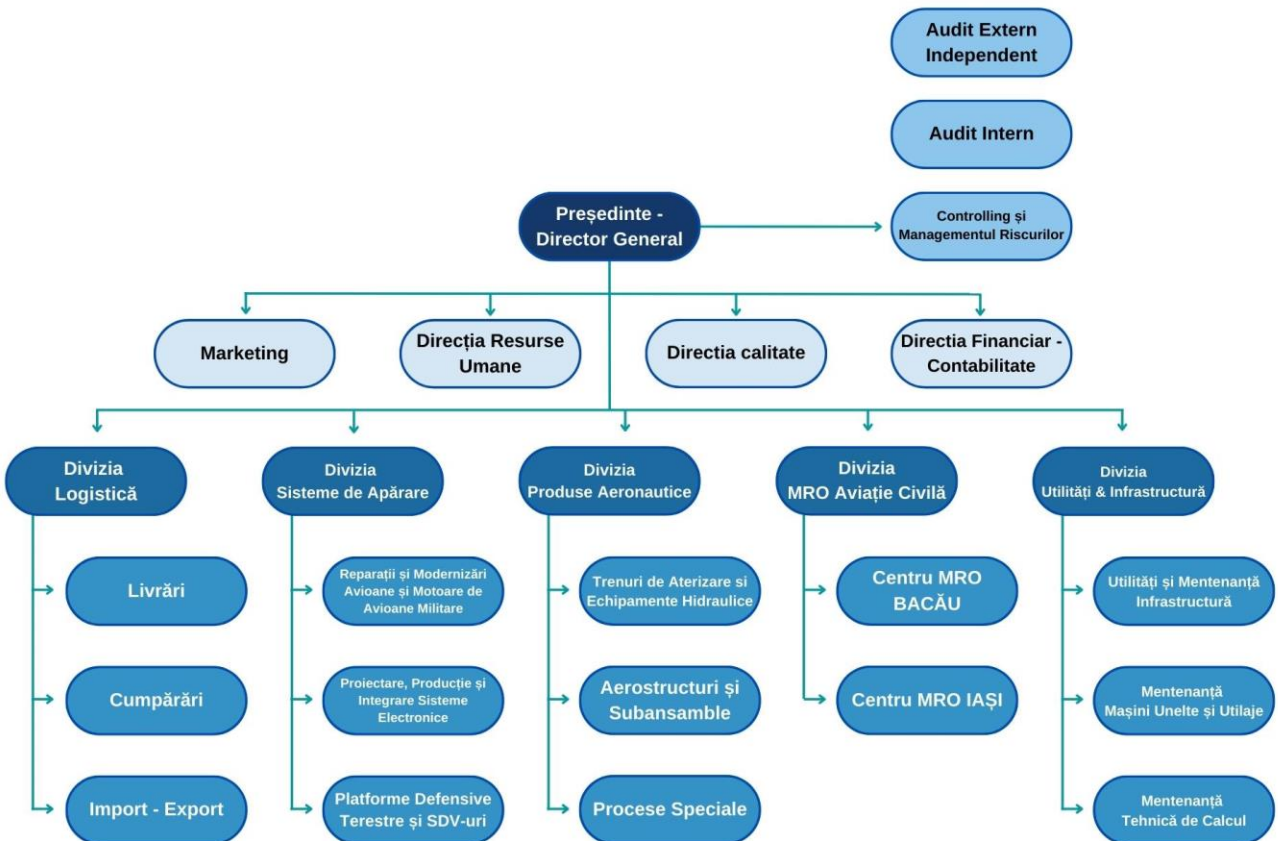 Audit Extern
Independent
Audit Intern
Președinte -
Director General
Controlling și
Managementul Riscurilor
Marketing
Direcția Resurse
Umane
Directia calitate
Directia Financiar -
Contabilitate
Divizia
Logistică
Divizia
Sisteme de Apărare
Divizia
Produse Aeronautice
Divizia
MRO Aviație Civilă
Divizia
Utilități & Infrastructură
Livrări
Reparații și Modernizări
Avioane și Motoare de
Avioane Militare
Trenuri de Aterizare si
Echipamente Hidraulice
Centru MRO
BACĂU
Utilități și Mentenanță
Infrastructură
Cumpărări
Proiectare, Producție și
Integrare Sisteme
Electronice
Aerostructuri și
Subansamble
Centru MRO IAȘI
Mentenanță
Mașini Unelte și Utilaje
Import - Export
Platforme Defensive
Terestre și SDV-uri
Procese Speciale
Mentenanță
Tehnică de Calcul